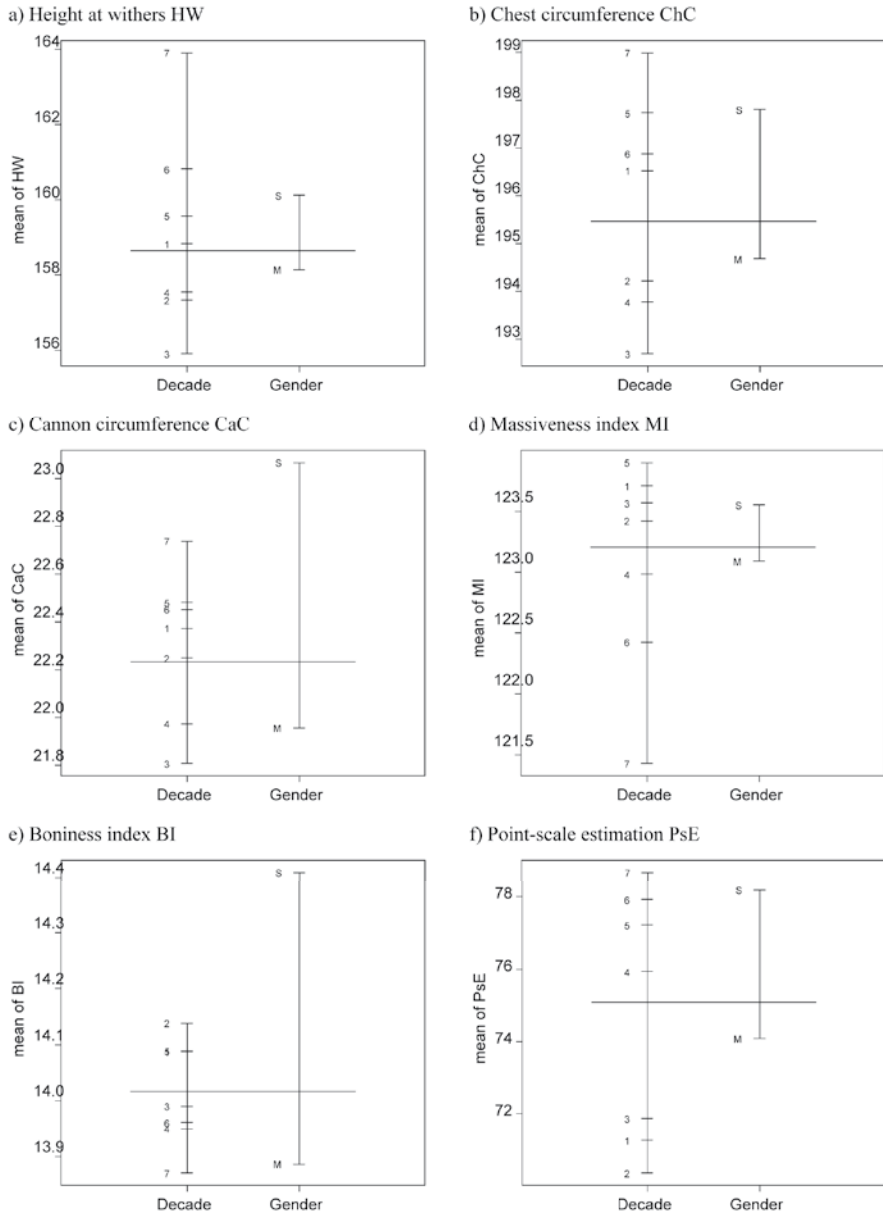 a) Height at withers HW
164
162
160
158
156
mean of HW
7
6
5
1
4
2
3
S
M
Decade
Gender
b) Chest circumference ChC
199
198
197
196
195
194
193
mean of ChC
7
5
6
1
2
4
3
S
M
Decade
Gender
c) Cannon circumference CaC
23.0
22.8
22.6
22.4
22.2
22.0
21.8
mean of CaC
7
5
6
1
2
4
3
S
M
Decade
Gender
d) Massiveness index MI
123.5
123.0
122.5
122.0
121.5
mean of MI
5
1
3
2
4
6
7
S
M
Decade
Gender
e) Boniness index BI
14.4
14.3
14.2
14.1
14.0
13.9
mean of BI
2
5
3
6
4
7
S
M
Decade
Gender
f) Point-scale estimation PsE
78
76
74
72
mean of PsE
7
6
5
4
3
1
2
S
M
Decade
Gender